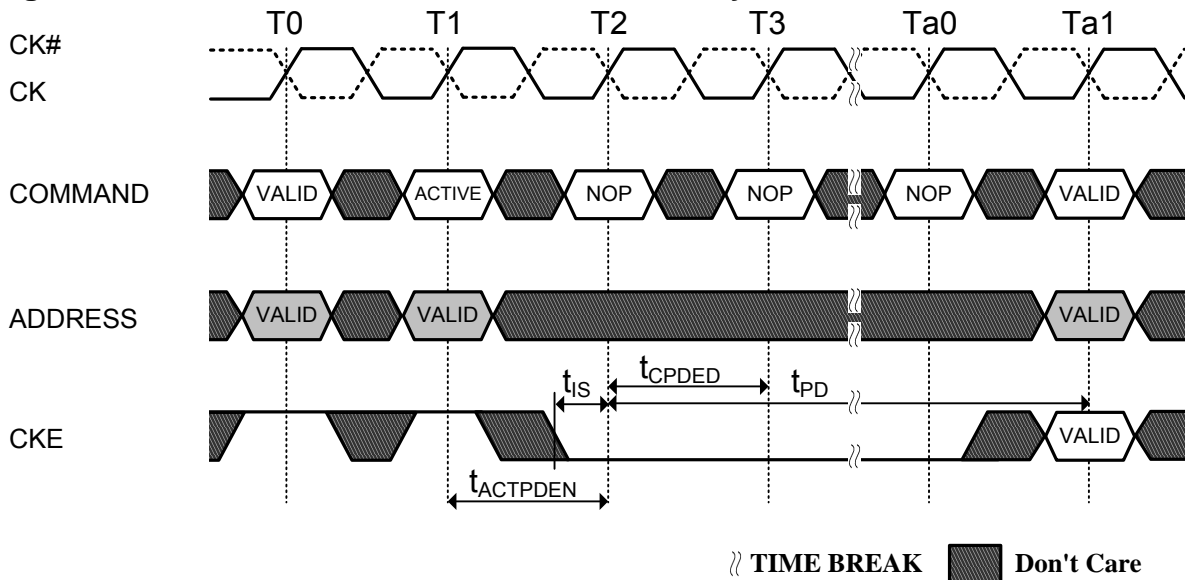 T0 T1 T2 T3 Ta0 Ta1
CK#
CK
COMMAND VALID ACTIVE NOP NOP NOP VALID
ADDRESS VALID VALID VALID
tIS tCPDED tPD
CKE VALID
tACTPDEN
TIME BREAK Don't Care